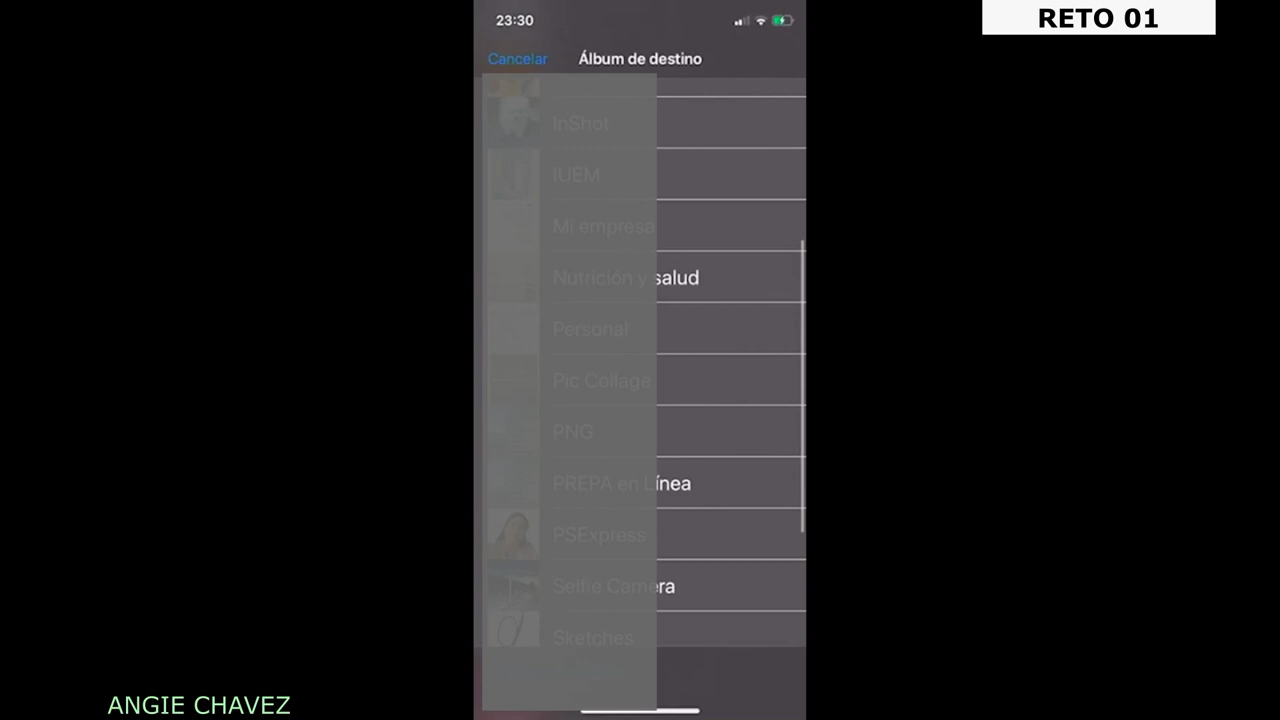 RETO 01
23:30
Cancelar
Álbum de destino
InShot
IUEM
Mi empresa
Nutrición y salud
Personal
Pic Collage
PNG
PREPA en Línea
PSExpress
Selfie Camera
Sketches
ANGIE CHAVEZ